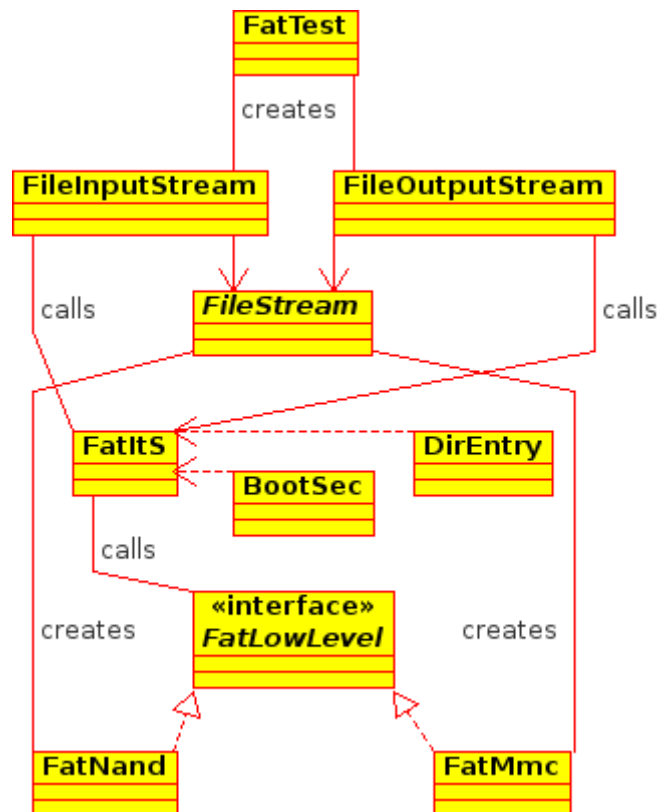 FatTest
creates
FileInputStream
FileOutputStream
FileStream
calls
calls
FatItS
DirEntry
BootSec
calls
«interface»
FatLowLevel
creates
creates
FatNand
FatMmc